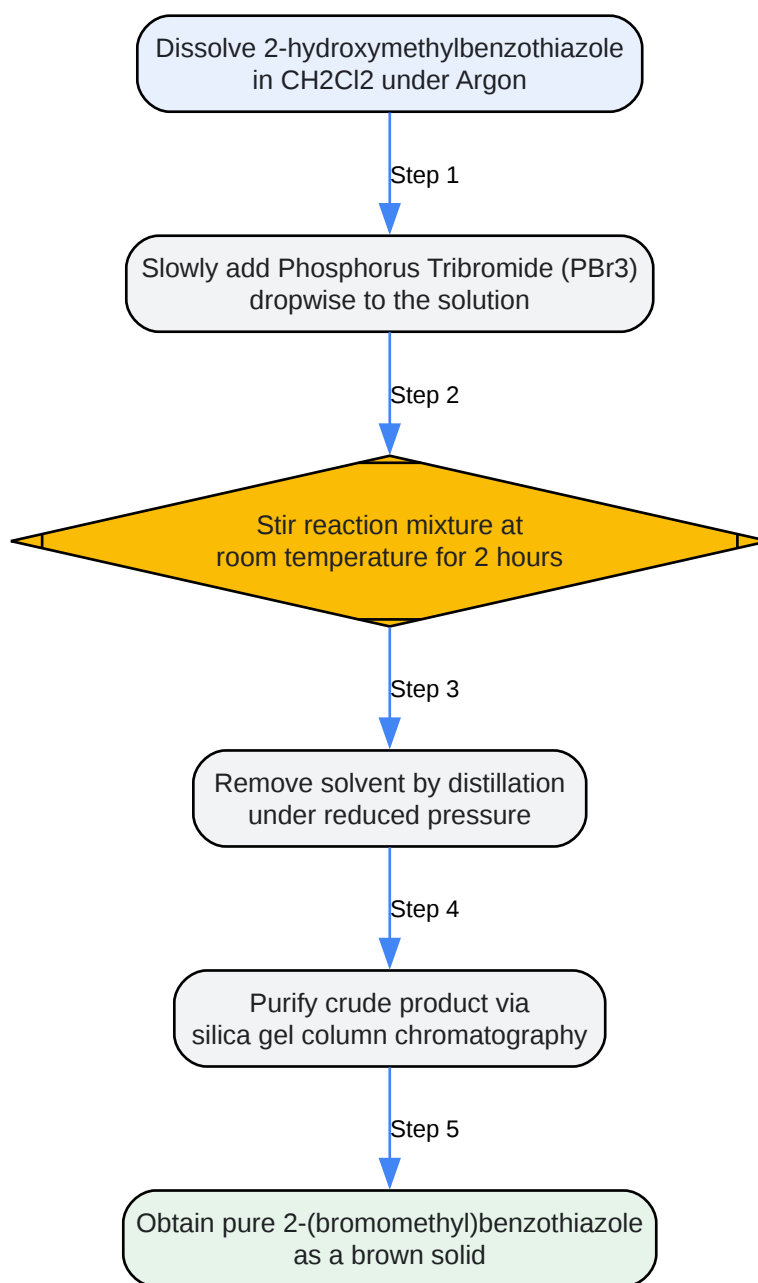 Dissolve 2-hydroxymethylbenzothiazole
in CH2Cl2 under Argon
Step 1
Slowly add Phosphorus Tribromide (PBr3)
dropwise to the solution
Step 2
Stir reaction mixture at
room temperature for 2 hours
Step 3
Remove solvent by distillation
under reduced pressure
Step 4
Purify crude product via
silica gel column chromatography
Step 5
Obtain pure 2-(bromomethyl)benzothiazole
as a brown solid